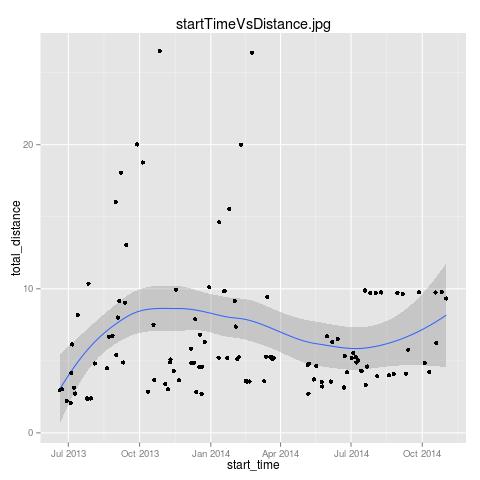 startTimeVsDistance.jpg
total_distance
20
10
0
Jul 2013 Oct 2013 Jan 2014 Apr 2014 Jul 2014 Oct 2014
start_time